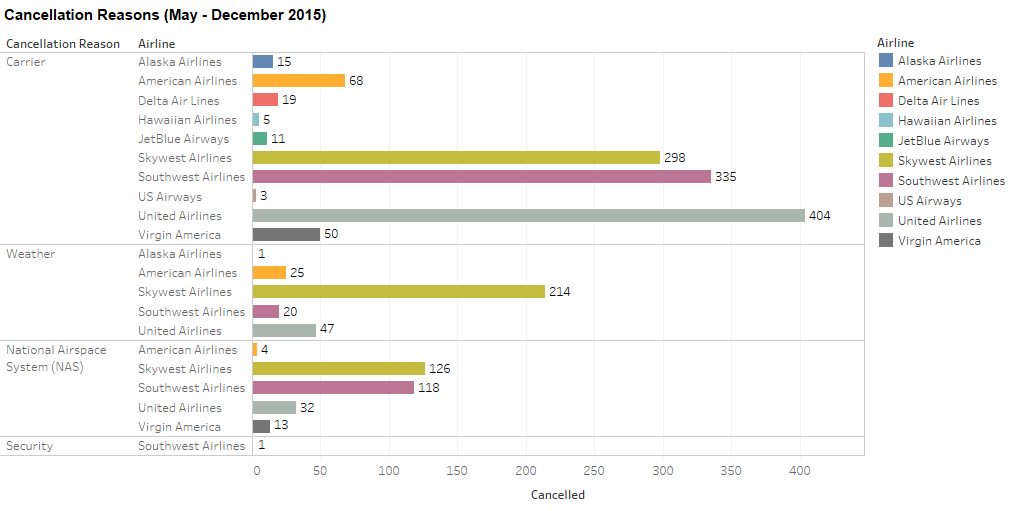 Cancellation Reasons (May - December 2015)
Cancellation Reason Airline
Carrier Alaska Airlines 15
American Airlines 68
Delta Air Lines 19
Hawaiian Airlines 5
JetBlue Airways 11
Skywest Airlines 298
Southwest Airlines 335
US Airways 3
United Airlines 404
Virgin America 50
Weather Alaska Airlines 1
American Airlines 25
Skywest Airlines 214
Southwest Airlines 20
United Airlines 47
National Airspace American Airlines 4
System (NAS) Skywest Airlines 126
Southwest Airlines 118
United Airlines 32
Virgin America 13
Security Southwest Airlines 1
0 50 100 150 200 250 300 350 400
Cancelled
Airline
Alaska Airlines
American Airlines
Delta Air Lines
Hawaiian Airlines
JetBlue Airways
Skywest Airlines
Southwest Airlines
US Airways
United Airlines
Virgin America